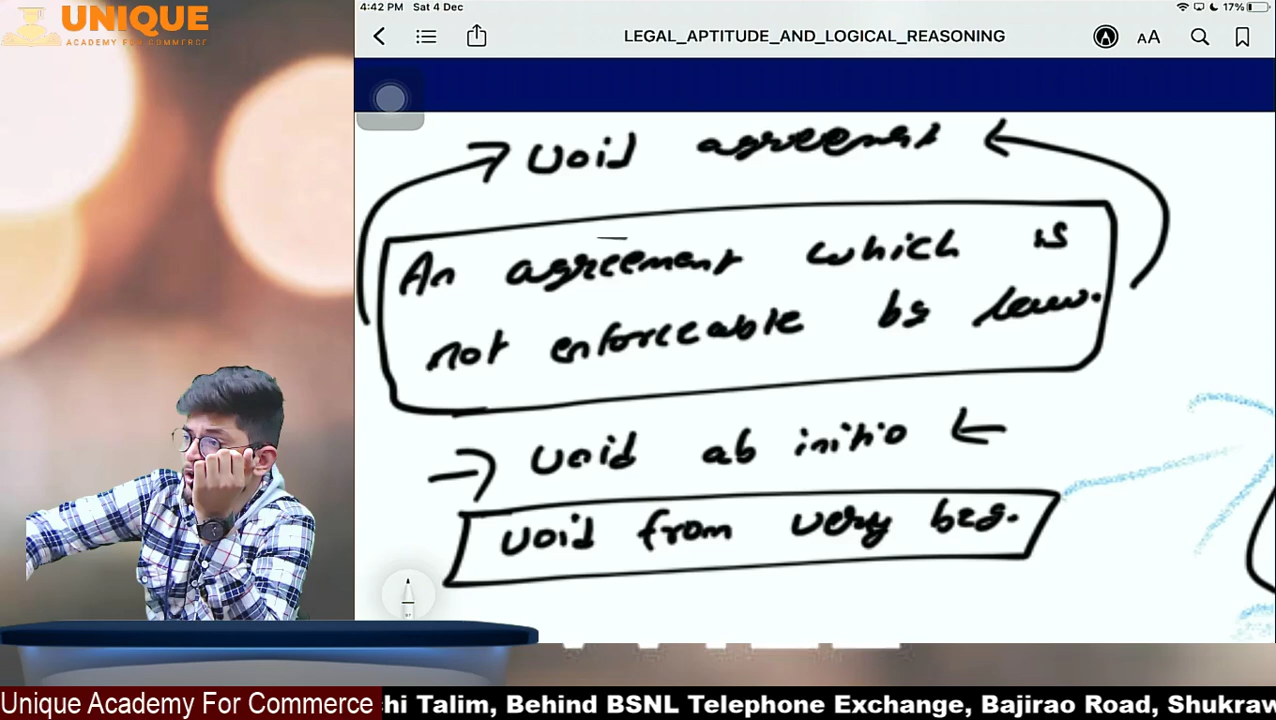 UNIQUE
ACADEMY FOR COMMERCE
4:42 PM Sat 4 Dec
17%
LEGAL_APTITUDE_AND_LOGICAL_REASONING
AA
void agreement
An agreement which is
not enforceable by law.
void ab initio
void from very beg.
Unique Academy For Commerce
hi Talim, Behind BSNL Telephone Exchange, Bajirao Road, Shukraw